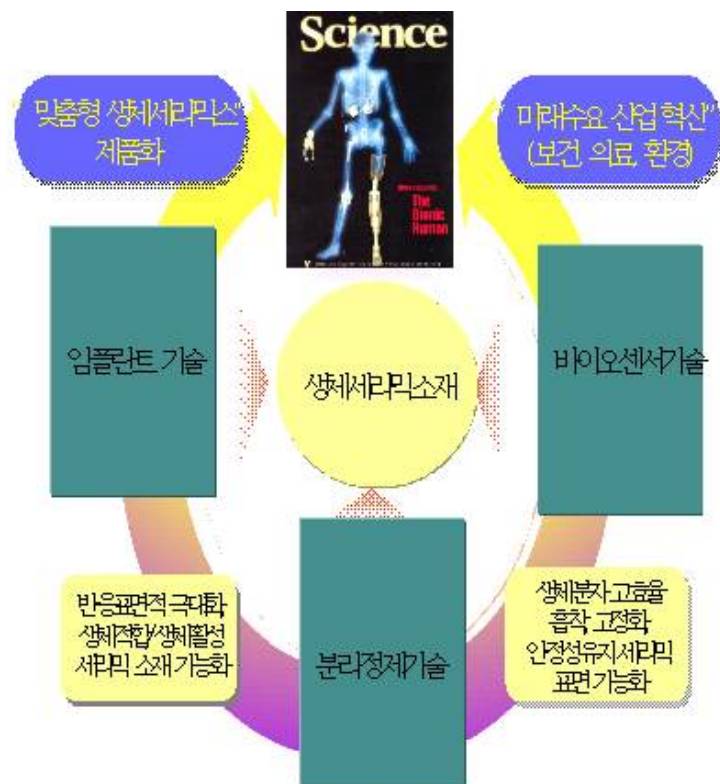 Science
" 맞춤형 생체세라믹스"
제품화
" 미래수요 산업 혁신"
(보건, 의료, 환경)
The
Bionic
Human
임플란트 기술
생체세라믹소재
바이오센서기술
반응표면적 극대화,
생체적합/생체활성
세라믹 소재 기능화
분리정제기술
생체분자 고효율
흡착, 고정화,
안정성유지 세라믹
표면 기능화